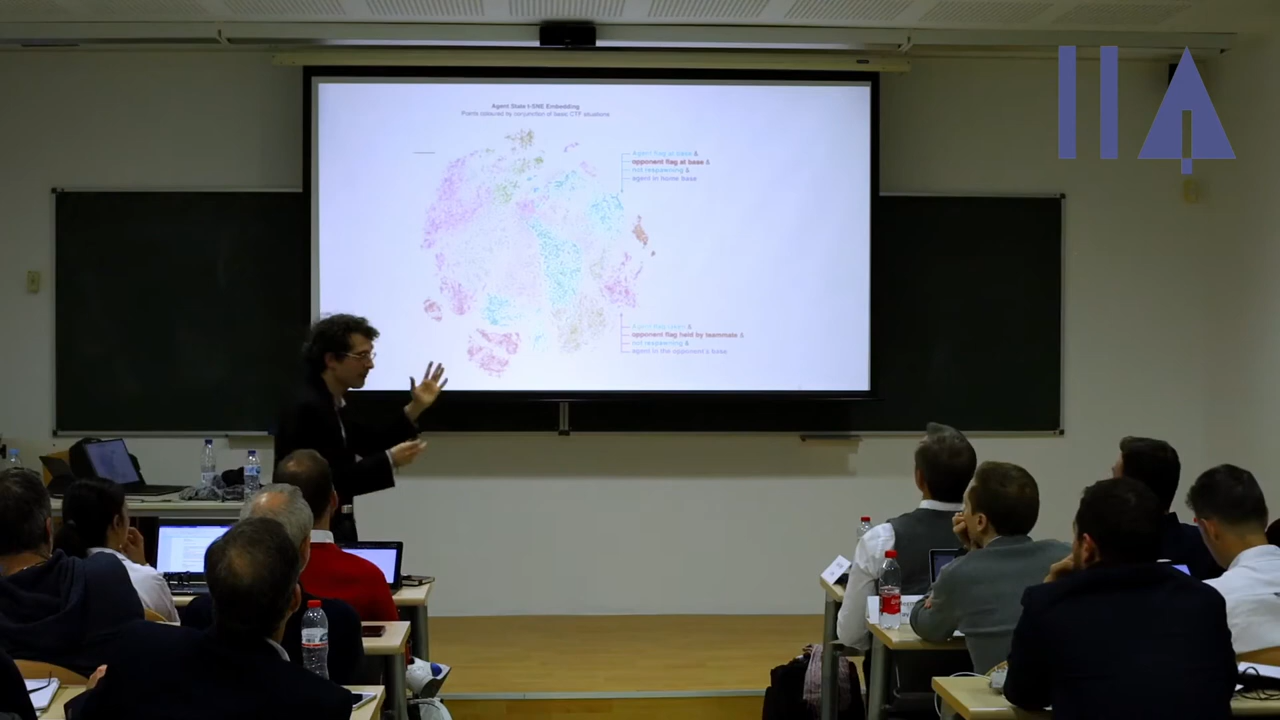 Agent State t-SNE Embedding
Points coloured by conjunction of basic CTF situations
Agent flag at base &
opponent flag at base &
not respawning &
agent in home base
Agent flag taken &
opponent flag held by teammate &
not respawning &
agent in the opponent's base